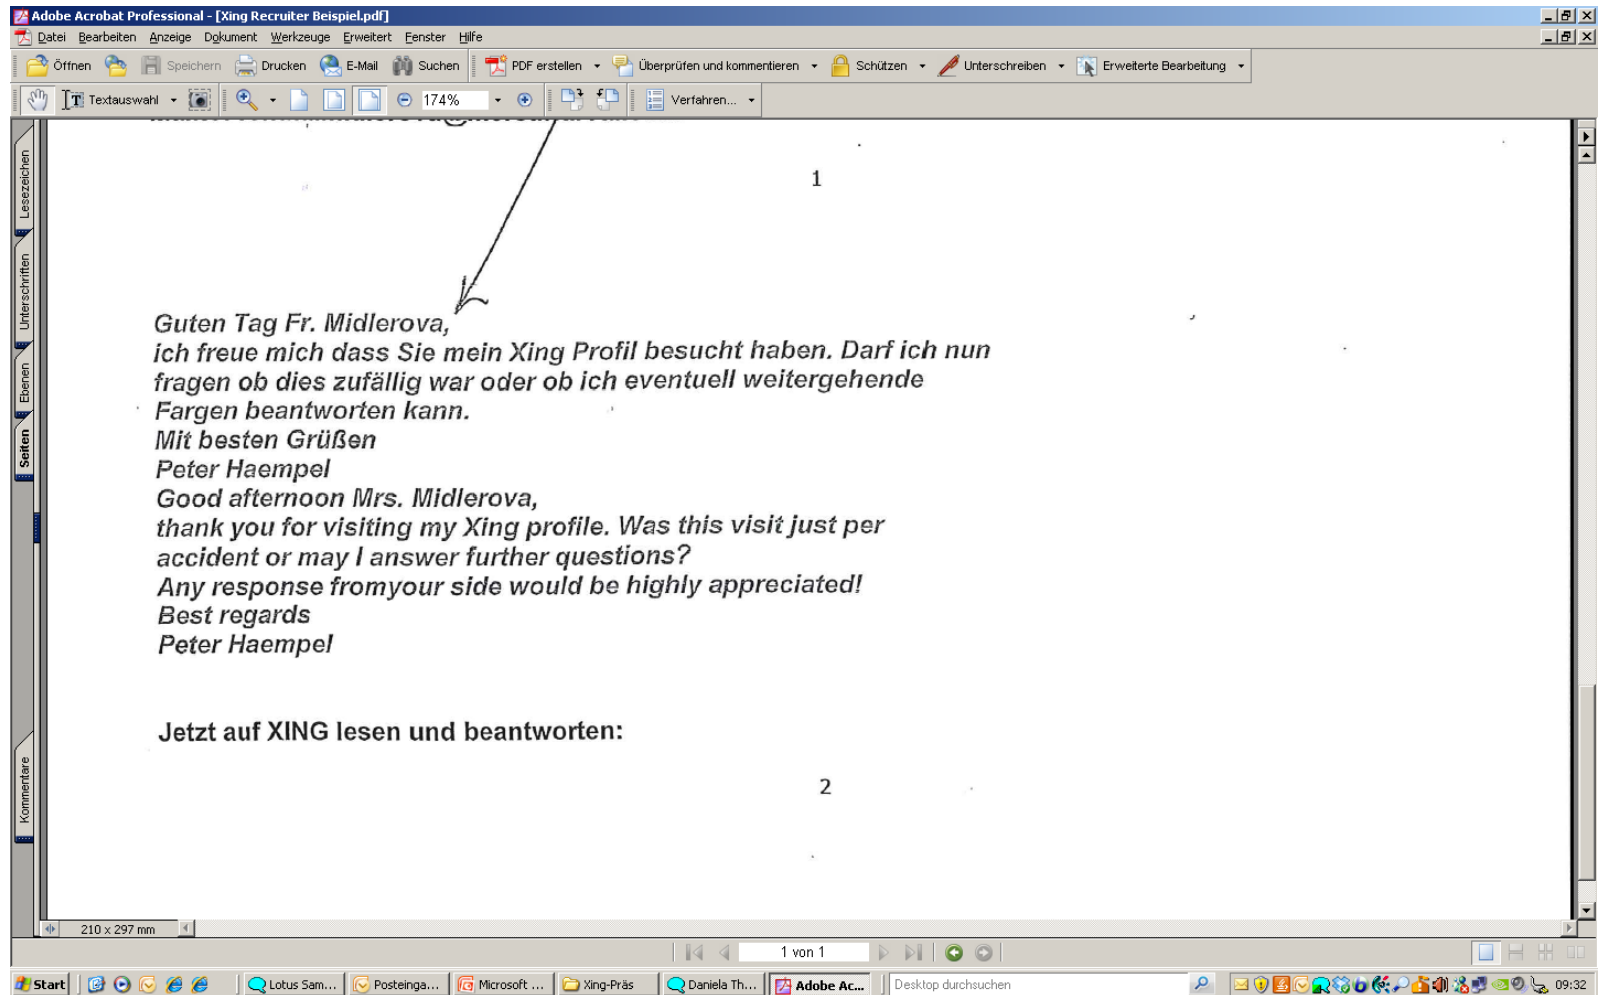 Adobe Acrobat Professional - [Xing Recruiter Beispiel.pdf]
Datei Bearbeiten Anzeige Dokument Werkzeuge Erweitert Fenster Hilfe
Öffnen Speichern Drucken E-Mail Suchen PDF erstellen Überprüfen und kommentieren Schützen Unterschreiben Erweiterte Bearbeitung
Textauswahl 174% Verfahren...
Lesezeichen
Unterschriften
Ebenen
Seiten
Kommentare
1
Guten Tag Fr. Midlerova,
ich freue mich dass Sie mein Xing Profil besucht haben. Darf ich nun
fragen ob dies zufällig war oder ob ich eventuell weitergehende
Fargen beantworten kann.
Mit besten Grüßen
Peter Haempel
Good afternoon Mrs. Midlerova,
thank you for visiting my Xing profile. Was this visit just per
accident or may I answer further questions?
Any response fromyour side would be highly appreciated!
Best regards
Peter Haempel
Jetzt auf XING lesen und beantworten:
2
210 x 297 mm
1 von 1
Start Lotus Sam... Posteinga... Microsoft ... Xing-Präs Daniela Th... Adobe Ac... Desktop durchsuchen 09:32